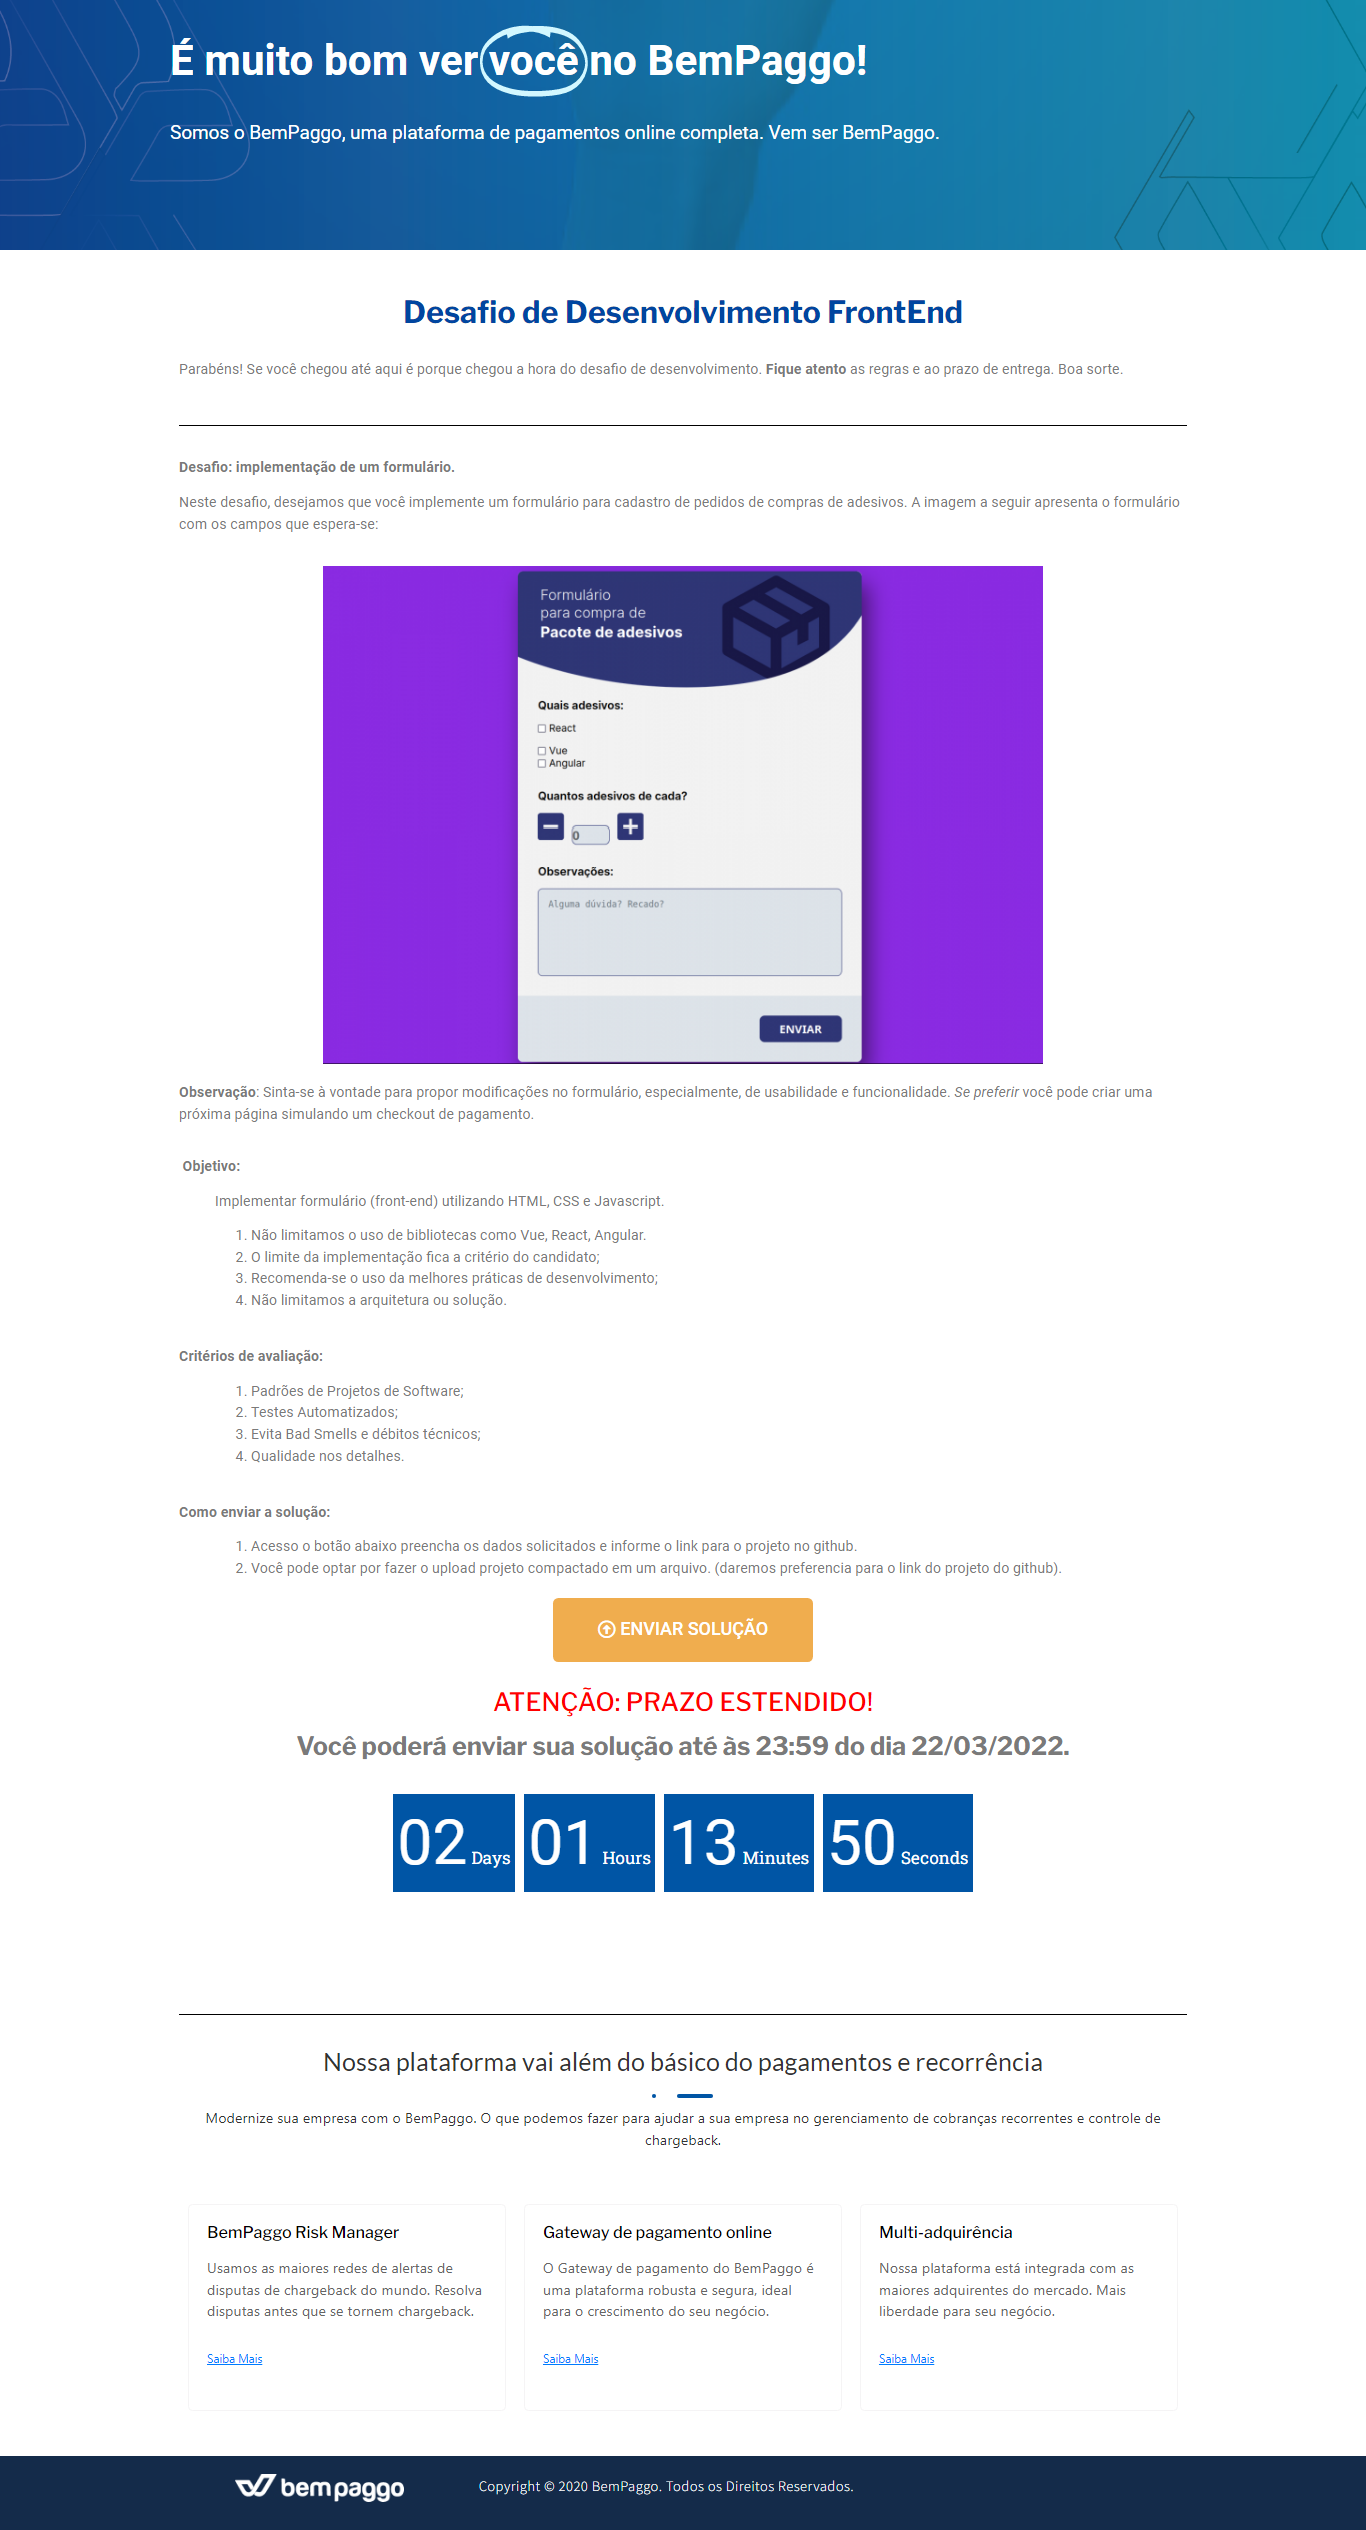 É muito bom ver você no BemPaggo!
Somos o BemPaggo, uma plataforma de pagamentos online completa. Vem ser BemPaggo.
Desafio de Desenvolvimento FrontEnd
Parabéns! Se você chegou até aqui é porque chegou a hora do desafio de desenvolvimento. Fique atento as regras e ao prazo de entrega. Boa sorte.
Desafio: implementação de um formulário.
Neste desafio, desejamos que você implemente um formulário para cadastro de pedidos de compras de adesivos. A imagem a seguir apresenta o formulário
com os campos que espera-se:
Formulário
para compra de
Pacote de adesivos
Quais adesivos:
React
Vue
Angular
Quantos adesivos de cada?
0
Observações:
Alguma dúvida? Recado?
ENVIAR
Observação: Sinta-se à vontade para propor modificações no formulário, especialmente, de usabilidade e funcionalidade. Se preferir você pode criar uma
próxima página simulando um checkout de pagamento.
Objetivo:
Implementar formulário (front-end) utilizando HTML, CSS e Javascript.
1. Não limitamos o uso de bibliotecas como Vue, React, Angular.
2. O limite da implementação fica a critério do candidato;
3. Recomenda-se o uso da melhores práticas de desenvolvimento;
4. Não limitamos a arquitetura ou solução.
Critérios de avaliação:
1. Padrões de Projetos de Software;
2. Testes Automatizados;
3. Evita Bad Smells e débitos técnicos;
4. Qualidade nos detalhes.
Como enviar a solução:
1. Acesso o botão abaixo preencha os dados solicitados e informe o link para o projeto no github.
2. Você pode optar por fazer o upload projeto compactado em um arquivo. (daremos preferencia para o link do projeto do github).
ENVIAR SOLUÇÃO
ATENÇÃO: PRAZO ESTENDIDO!
Você poderá enviar sua solução até às 23:59 do dia 22/03/2022.
02 Days 01 Hours 13 Minutes 50 Seconds
Nossa plataforma vai além do básico do pagamentos e recorrência
Modernize sua empresa com o BemPaggo. O que podemos fazer para ajudar a sua empresa no gerenciamento de cobranças recorrentes e controle de
chargeback.
BemPaggo Risk Manager
Usamos as maiores redes de alertas de
disputas de chargeback do mundo. Resolva
disputas antes que se tornem chargeback.
Saiba Mais
Gateway de pagamento online
O Gateway de pagamento do BemPaggo é
uma plataforma robusta e segura, ideal
para o crescimento do seu negócio.
Saiba Mais
Multi-adquirência
Nossa plataforma está integrada com as
maiores adquirentes do mercado. Mais
liberdade para seu negócio.
Saiba Mais
bempaggo
Copyright © 2020 BemPaggo. Todos os Direitos Reservados.